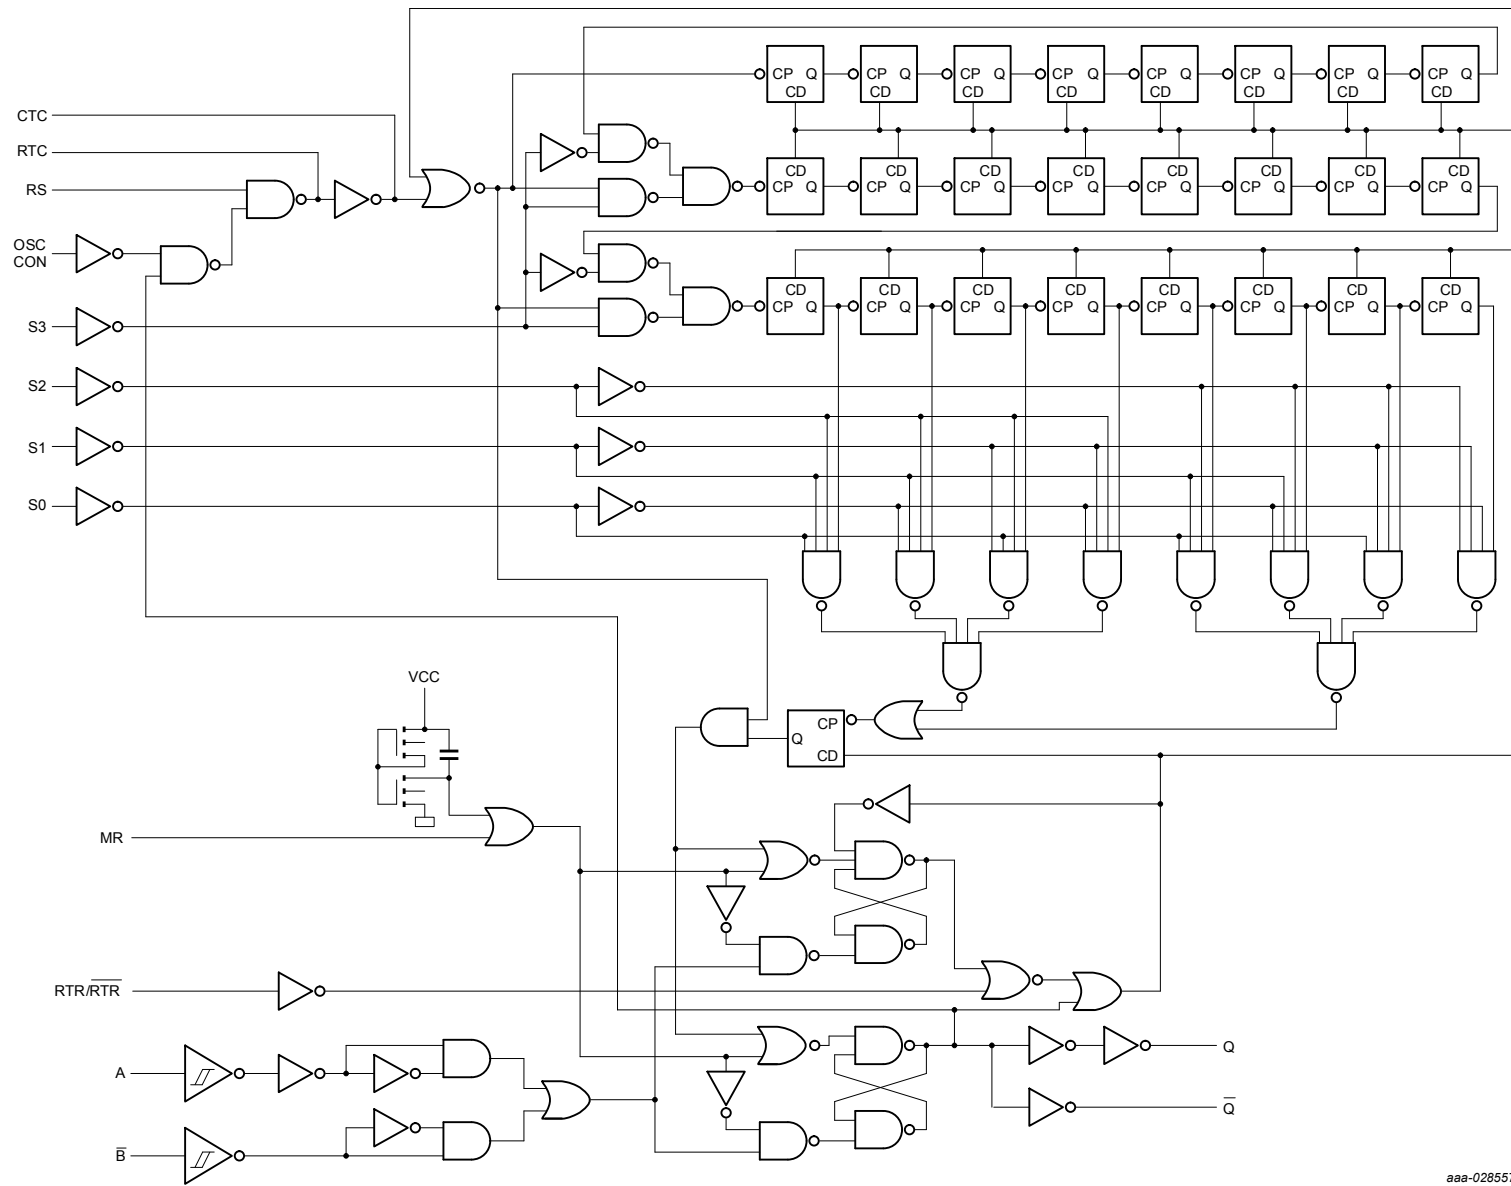 CTC
RTC
RS
OSC
CON
S3
S2
S1
S0
CP Q CP Q CP Q CP Q CP Q CP Q CP Q CP Q
CD CD CD CD CD CD CD CD
CD CD CD CD CD CD CD CD
CP Q CP Q CP Q CP Q CP Q CP Q CP Q CP Q
CD CD CD CD CD CD CD CD
CP Q CP Q CP Q CP Q CP Q CP Q CP Q CP Q
VCC
CP
Q
CD
MR
RTR/R̅T̅R̅
A
B̅
Q
Q̅
aaa-028557